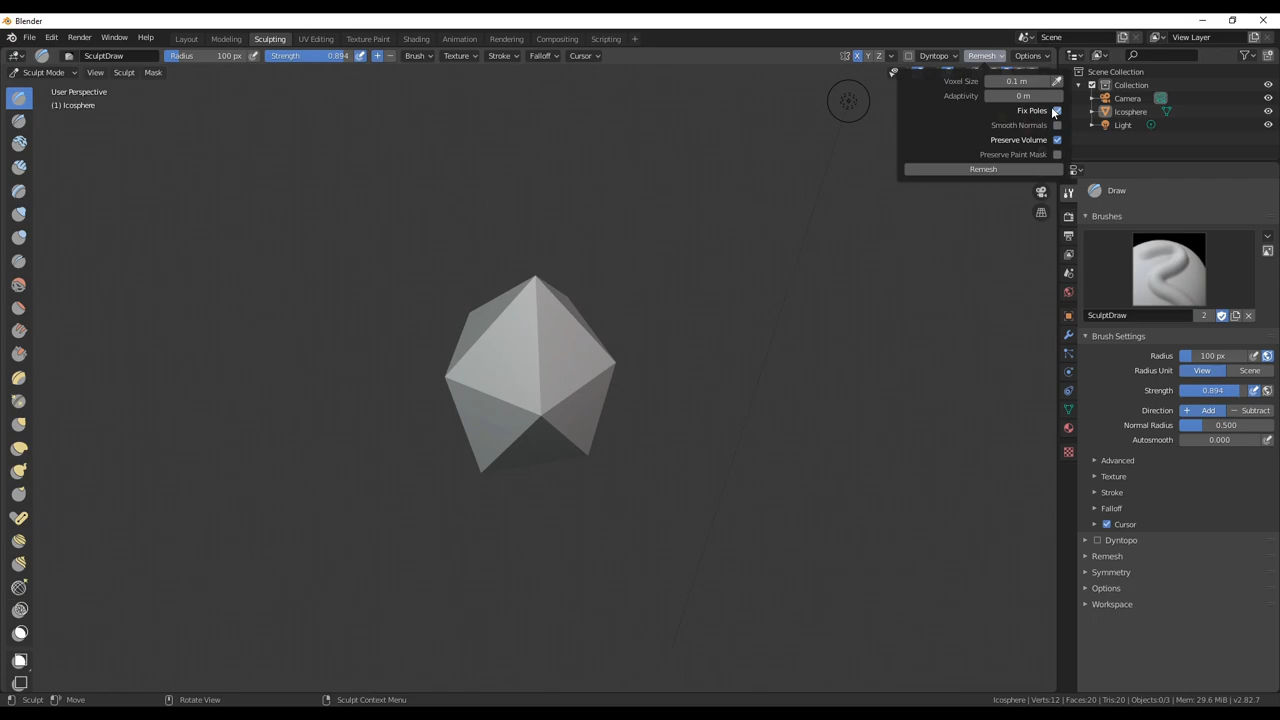 Blender
File Edit Render Window Help Layout Modeling Sculpting UV Editing Texture Paint Shading Animation Rendering Compositing Scripting + Scene View Layer
SculptDraw Radius 100 px Strength 0.894 + − Brush Texture Stroke Falloff Cursor X Y Z Dyntopo Remesh Options
Sculpt Mode View Sculpt Mask
User Perspective
(1) Icosphere
Voxel Size 0.1 m
Adaptivity 0 m
Fix Poles
Smooth Normals
Preserve Volume
Preserve Paint Mask
Remesh
Scene Collection
Collection
Camera
Icosphere
Light
Draw
Brushes
SculptDraw 2
Brush Settings
Radius 100 px
Radius Unit View Scene
Strength 0.894
Direction + Add − Subtract
Normal Radius 0.500
Autosmooth 0.000
Advanced
Texture
Stroke
Falloff
Cursor
Dyntopo
Remesh
Symmetry
Options
Workspace
Sculpt Move Rotate View Sculpt Context Menu Icosphere | Verts:12 | Faces:20 | Tris:20 | Objects:0/3 | Mem: 29.6 MiB | v2.82.7